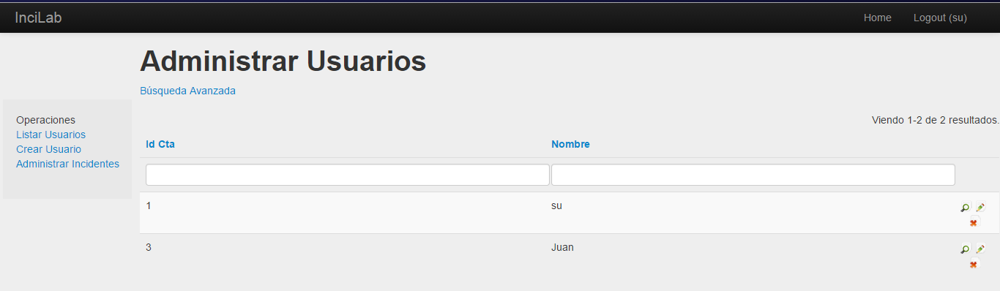 InciLab
Home
Logout (su)
Administrar Usuarios
Búsqueda Avanzada
Operaciones
Listar Usuarios
Crear Usuario
Administrar Incidentes
Viendo 1-2 de 2 resultados.
Id Cta
Nombre
1
su
3
Juan